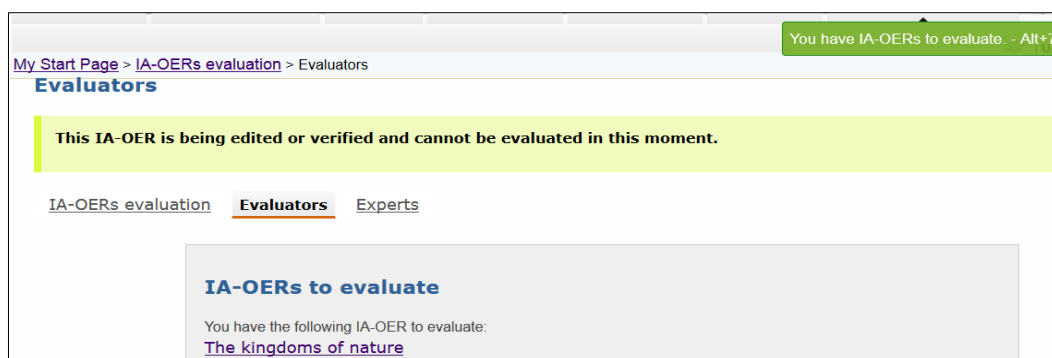 You have IA-OERs to evaluate. - Alt+7
My Start Page > IA-OERs evaluation > Evaluators
Evaluators
This IA-OER is being edited or verified and cannot be evaluated in this moment.
IA-OERs evaluation Evaluators Experts
IA-OERs to evaluate
You have the following IA-OER to evaluate:
The kingdoms of nature